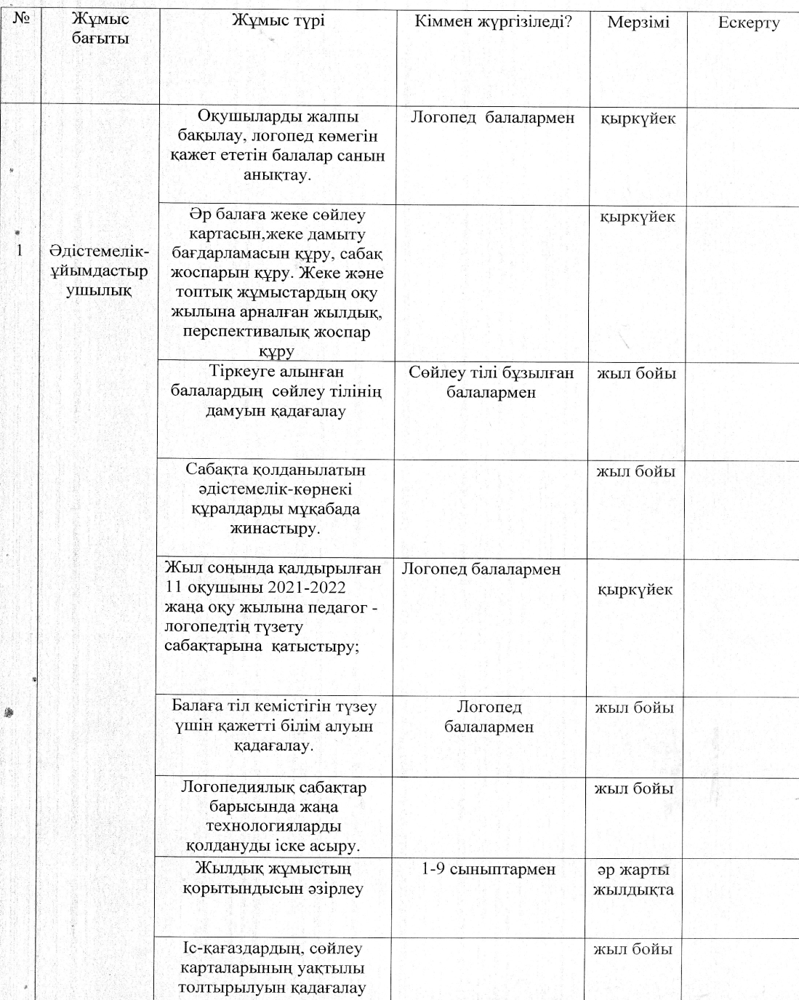 №
Жұмыс
бағыты
Жұмыс түрі
Кіммен жүргізіледі?
Мерзімі
Ескерту
1
Әдістемелік-
ұйымдастыр
ушылық
Оқушыларды жалпы
бақылау, логопед көмегін
қажет ететін балалар санын
анықтау.
Логопед балалармен
қыркүйек
Әр балаға жеке сөйлеу
картасын,жеке дамыту
бағдарламасын құру, сабақ
жоспарын құру. Жеке және
топтық жұмыстардың оқу
жылына арналған жылдық,
перспективалық жоспар
құру
қыркүйек
Тіркеуге алынған
балалардың сөйлеу тілінің
дамуын қадағалау
Сөйлеу тілі бұзылған
балалармен
жыл бойы
Сабақта қолданылатын
әдістемелік-көрнекі
құралдарды мұқабада
жинастыру.
жыл бойы
Жыл соңында қалдырылған
11 оқушыны 2021-2022
жаңа оқу жылына педагог -
логопедтің түзету
сабақтарына қатыстыру;
Логопед балалармен
қыркүйек
Балаға тіл кемістігін түзеу
үшін қажетті білім алуын
қадағалау.
Логопед
балалармен
жыл бойы
Логопедиялық сабақтар
барысында жаңа
технологияларды
қолдануды іске асыру.
жыл бойы
Жылдық жұмыстың
қорытындысын әзірлеу
1-9 сыныптармен
әр жарты
жылдықта
Іс-қағаздардың, сөйлеу
карталарының уақтылы
толтырылуын қадағалау
жыл бойы